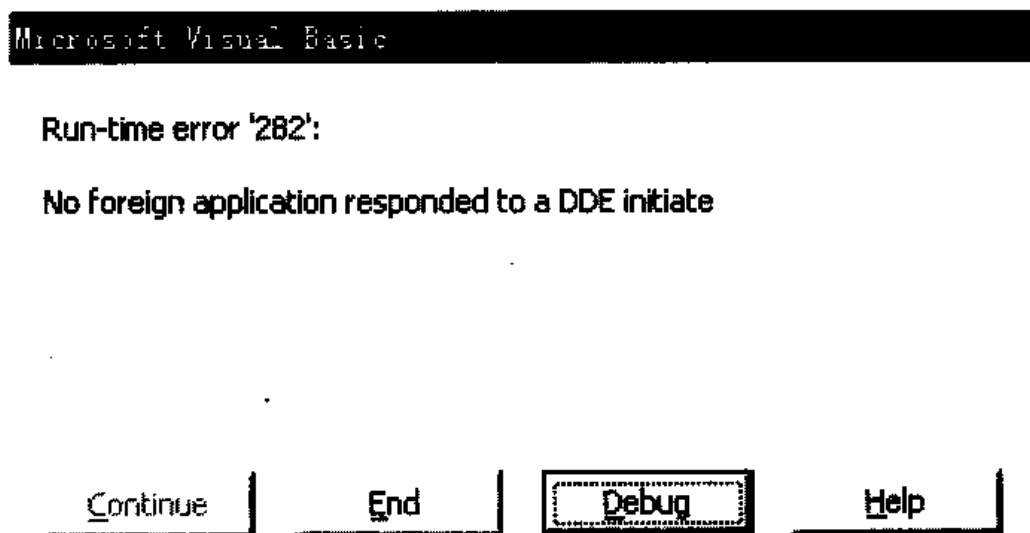 Microsoft Visual Basic
Run-time error '282':
No foreign application responded to a DDE initiate
Continue End Debug Help